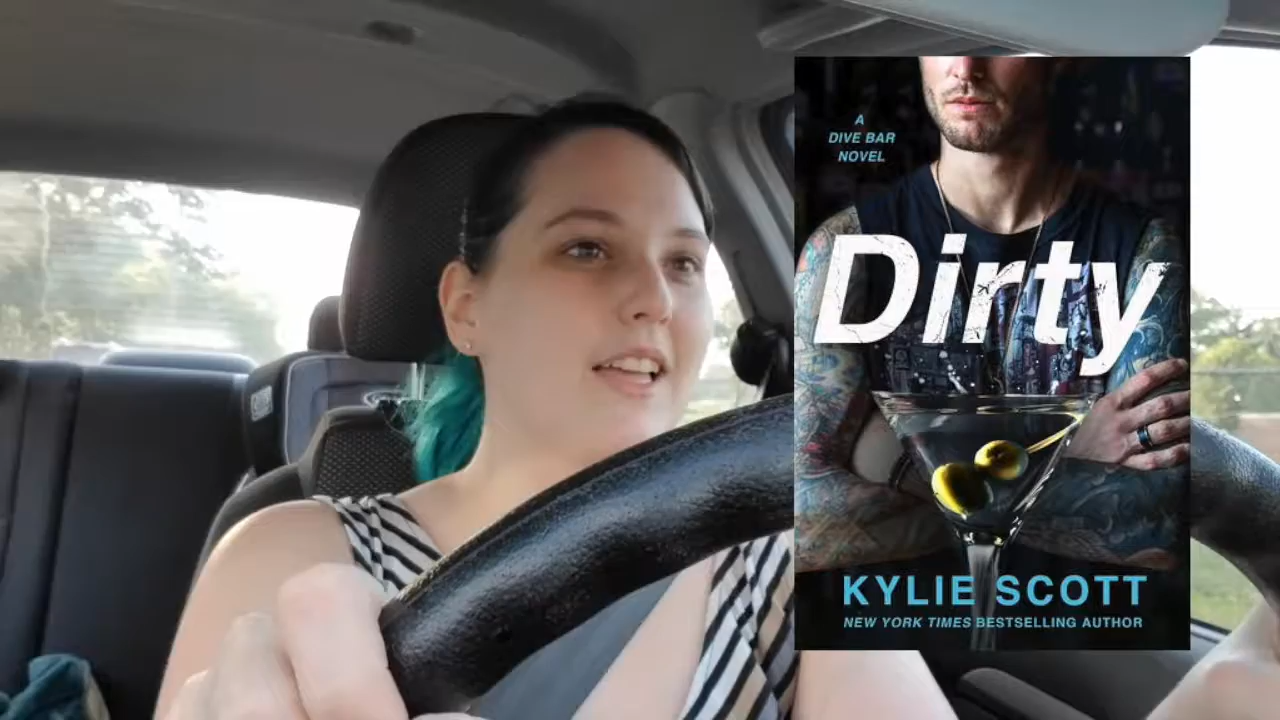 A
DIVE BAR
NOVEL
Dirty
KYLIE SCOTT
NEW YORK TIMES BESTSELLING AUTHOR